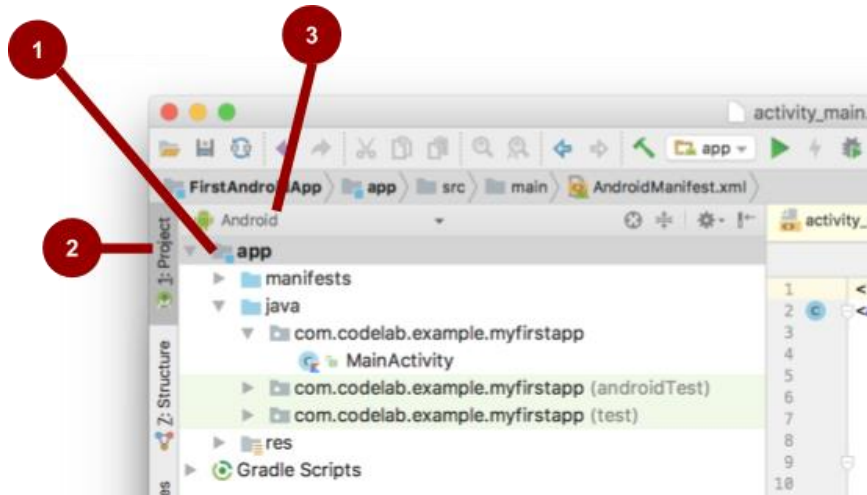 1
3
activity_main.
app
FirstAndroidApp app src main AndroidManifest.xml
Android
activity_
2
1: Project
app
manifests
1
<
java
2 C <
com.codelab.example.myfirstapp
3
MainActivity
4
com.codelab.example.myfirstapp (androidTest)
5
6
com.codelab.example.myfirstapp (test)
7
Z: Structure
res
8
Gradle Scripts
9
10
es